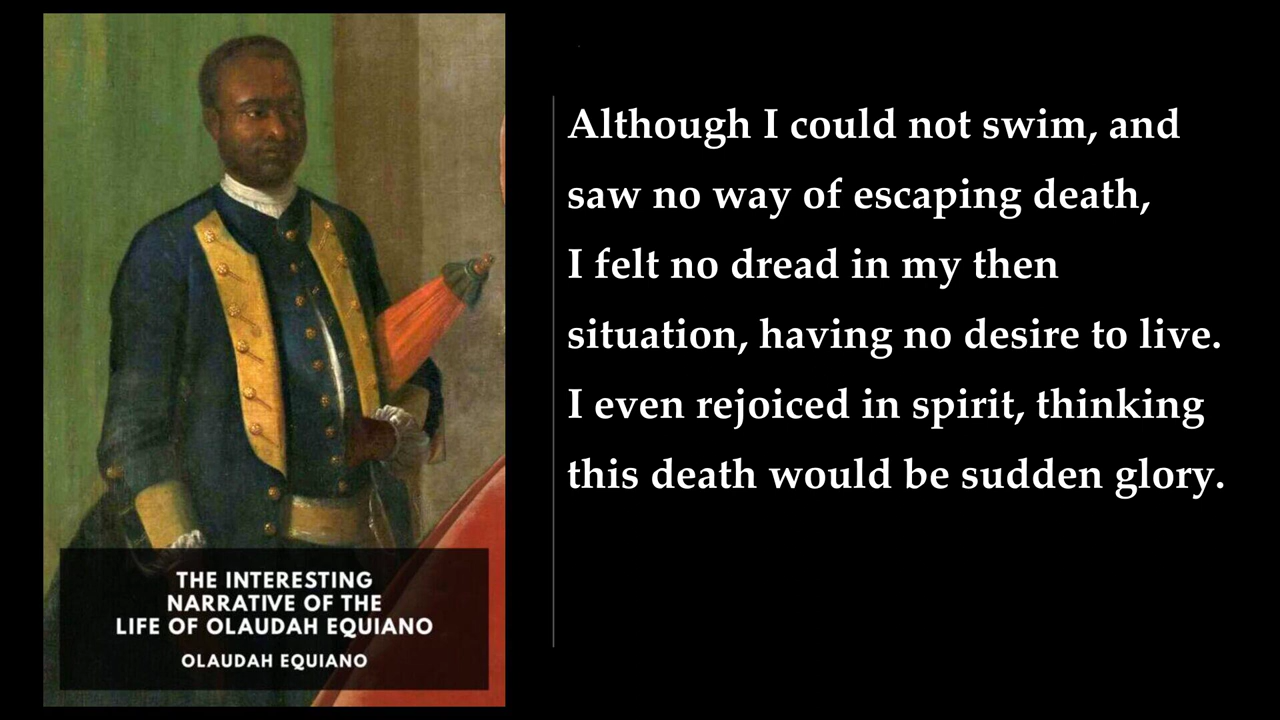 Although I could not swim, and
saw no way of escaping death,
I felt no dread in my then
situation, having no desire to live.
I even rejoiced in spirit, thinking
this death would be sudden glory.
THE INTERESTING
NARRATIVE OF THE
LIFE OF OLAUDAH EQUIANO
OLAUDAH EQUIANO